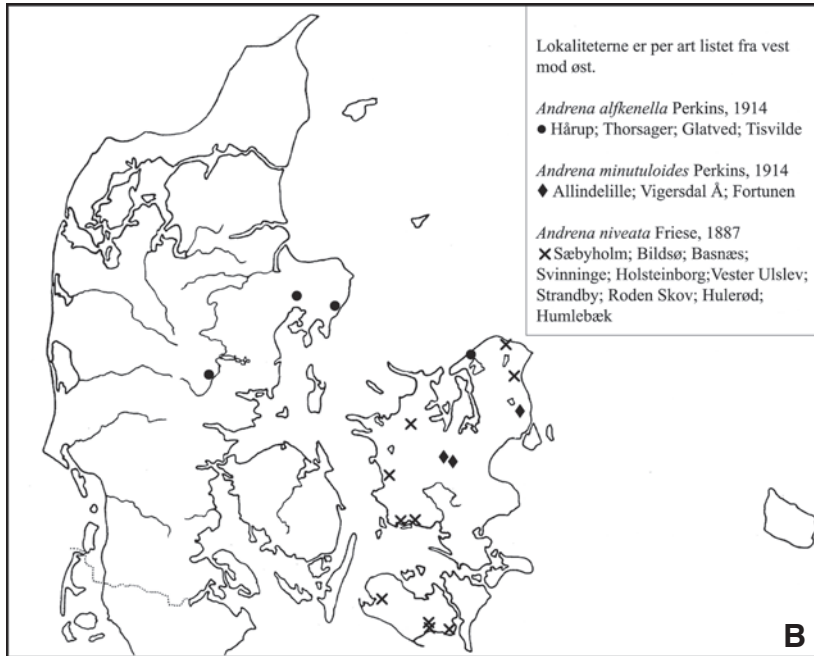 Lokaliteterne er per art listet fra vest
mod øst.
Andrena alfkenella Perkins, 1914
● Hårup; Thorsager; Glatved; Tisvilde
Andrena minutuloides Perkins, 1914
♦ Allindelille; Vigersdal Å; Fortunen
Andrena niveata Friese, 1887
✕ Sæbyholm; Bildsø; Basnæs;
Svinninge; Holsteinborg;Vester Ulslev;
Strandby; Roden Skov; Hulerød;
Humlebæk
B